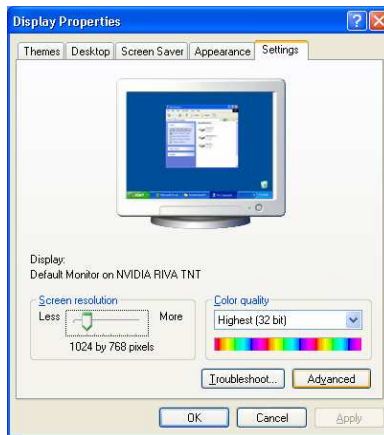 Display Properties
Themes Desktop Screen Saver Appearance Settings
Display:
Default Monitor on NVIDIA RIVA TNT
Screen resolution
Less More
1024 by 768 pixels
Color quality
Highest (32 bit)
Troubleshoot... Advanced
OK Cancel Apply